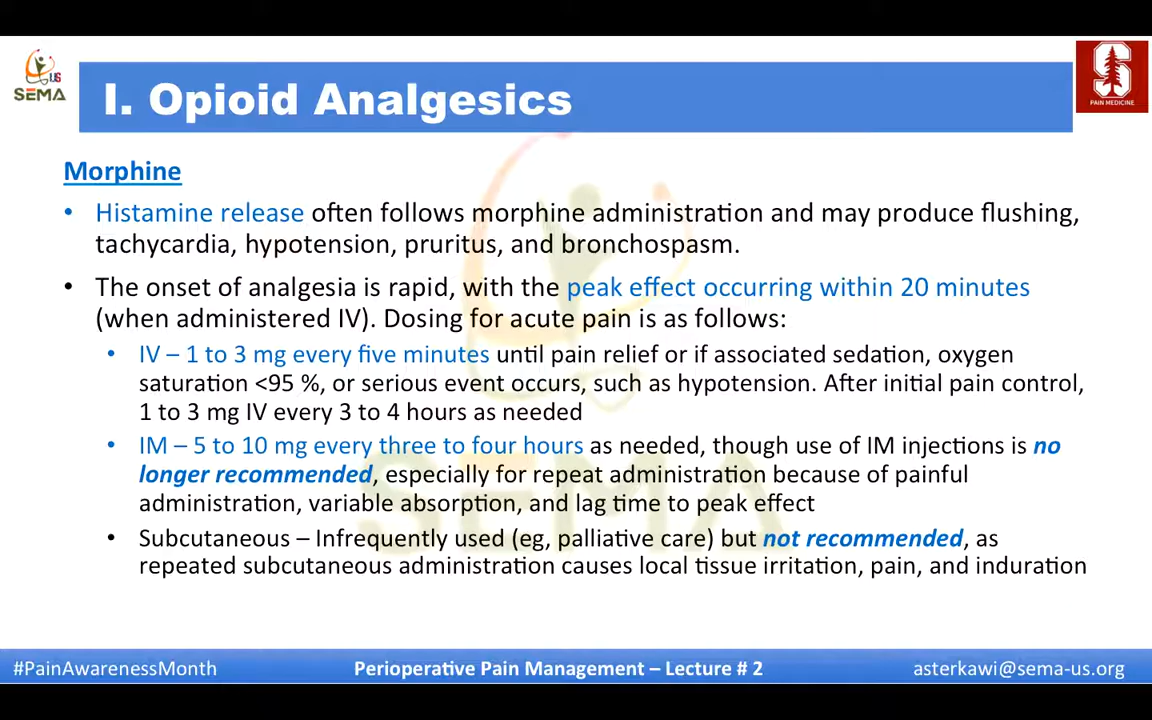 US
SEMA
I. Opioid Analgesics
S
PAIN MEDICINE
Morphine
• Histamine release often follows morphine administration and may produce flushing,
tachycardia, hypotension, pruritus, and bronchospasm.
• The onset of analgesia is rapid, with the peak effect occurring within 20 minutes
(when administered IV). Dosing for acute pain is as follows:
• IV – 1 to 3 mg every five minutes until pain relief or if associated sedation, oxygen
saturation <95 %, or serious event occurs, such as hypotension. After initial pain control,
1 to 3 mg IV every 3 to 4 hours as needed
• IM – 5 to 10 mg every three to four hours as needed, though use of IM injections is no
longer recommended, especially for repeat administration because of painful
administration, variable absorption, and lag time to peak effect
• Subcutaneous – Infrequently used (eg, palliative care) but not recommended, as
repeated subcutaneous administration causes local tissue irritation, pain, and induration
SEMA
#PainAwarenessMonth
Perioperative Pain Management – Lecture # 2
asterkawi@sema-us.org